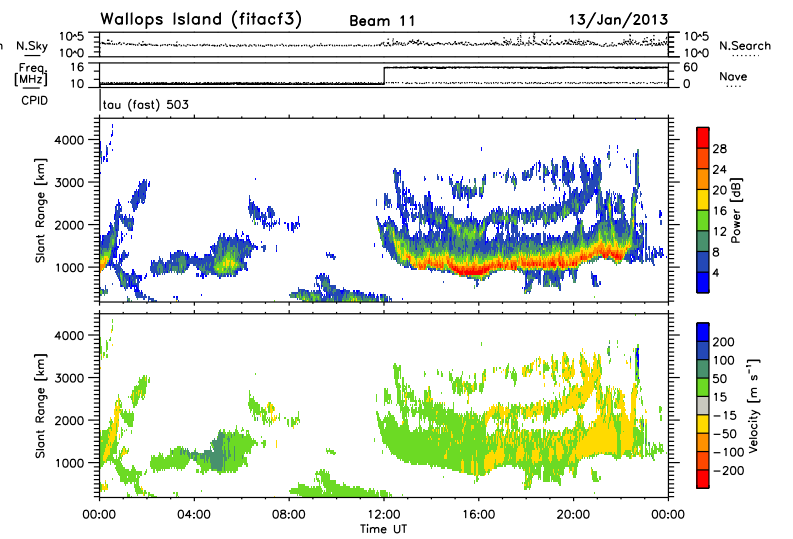 Wallops Island (fitacf3) Beam 11 13/Jan/2013
n N.Sky 10^5 10^0 10^5 10^0 N.Search
Freq. [MHz] 16 10 60 0 Nave
CPID tau (fast) 503
Slant Range [km] 4000 3000 2000 1000
28 24 20 16 12 8 4 Power [dB]
Slant Range [km] 4000 3000 2000 1000
200 100 50 15 −15 −50 −100 −200 Velocity [m s⁻¹]
00:00 04:00 08:00 12:00 16:00 20:00 00:00
Time UT